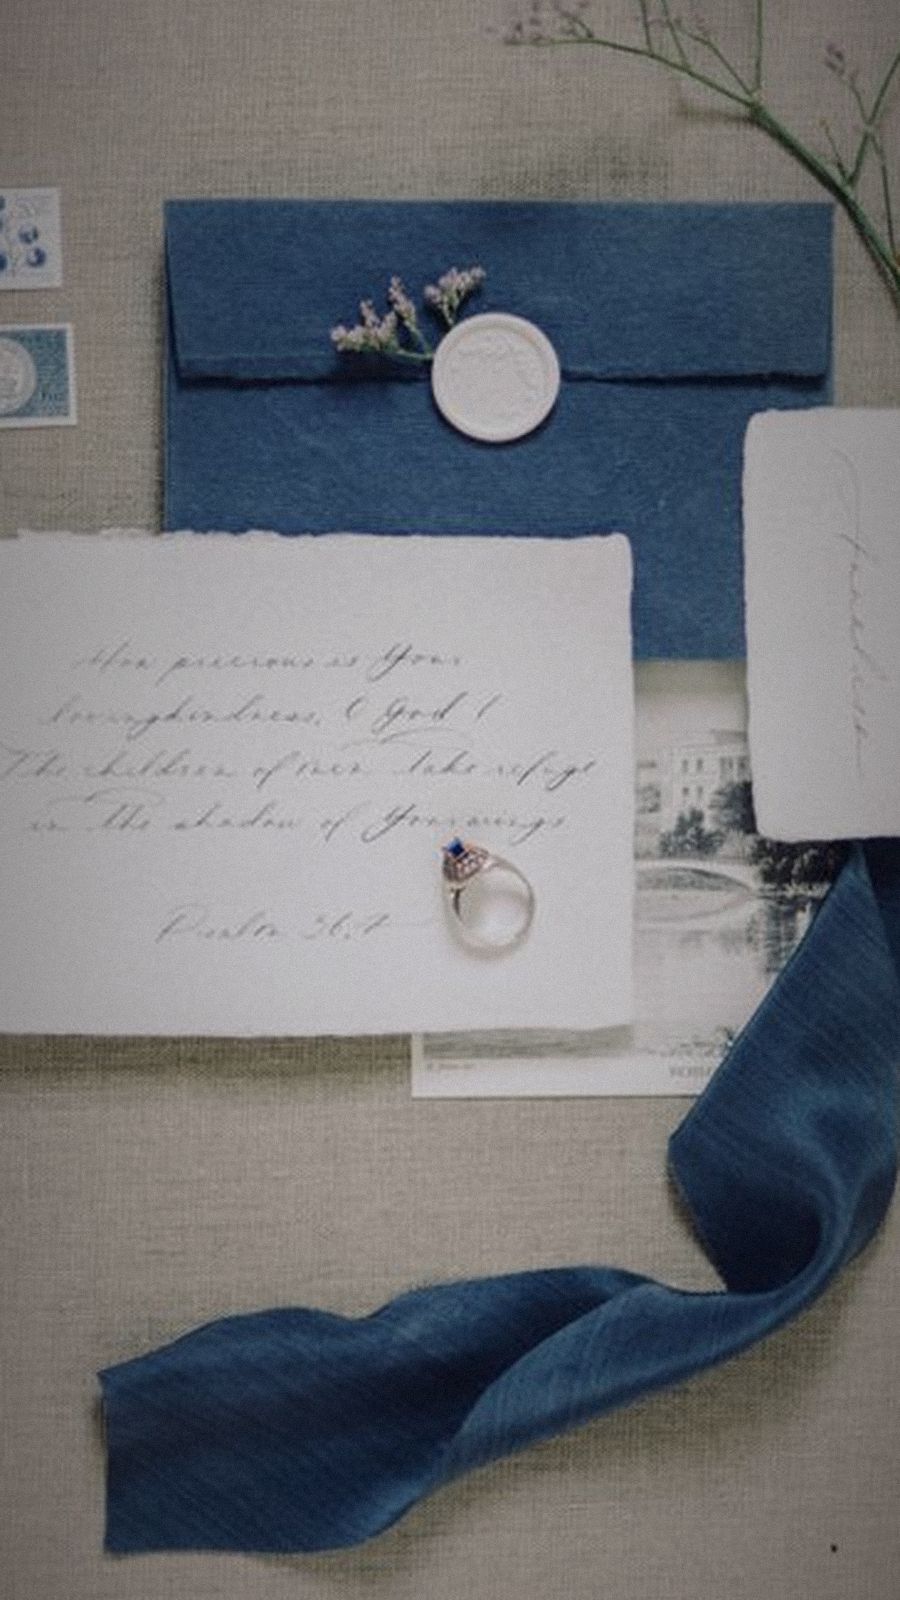 How precious is Your
lovingkindness, O God!
The children of men take refuge
in the shadow of Your wings
Psalm 36:7